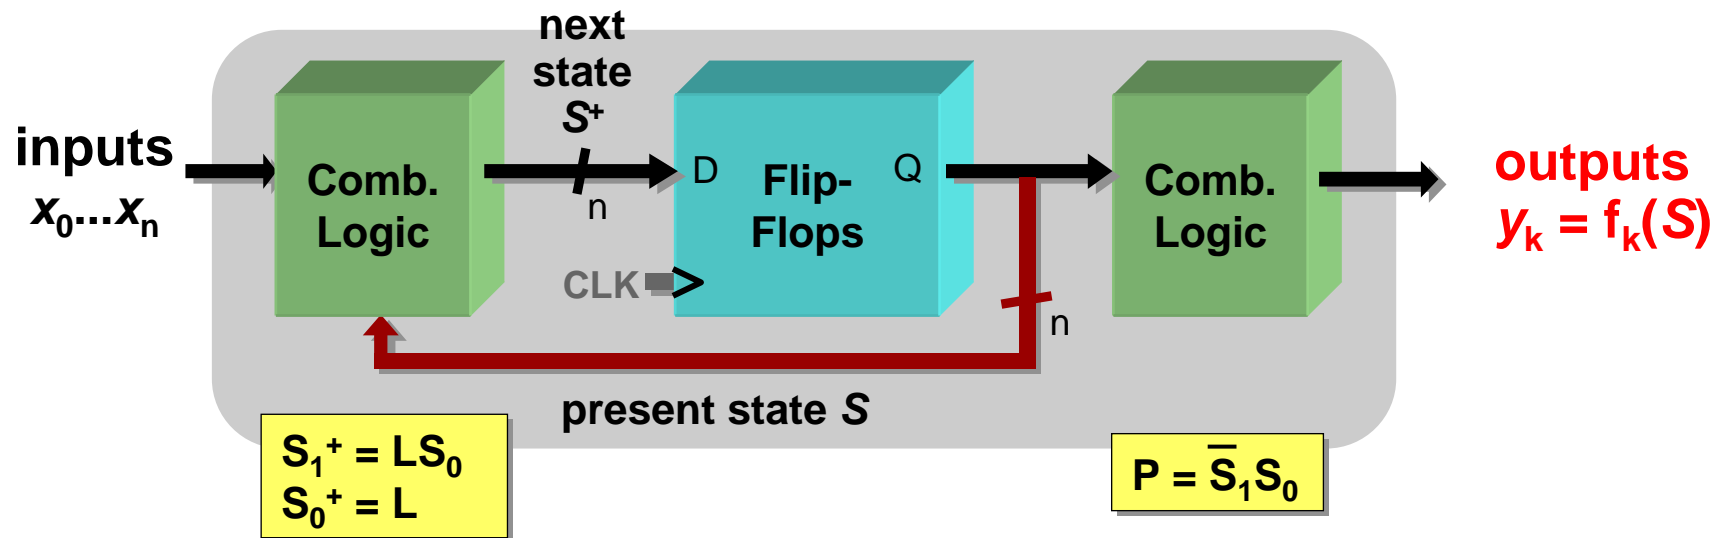 next
state
S⁺
inputs
x₀...xₙ
Comb.
Logic
n
D
Q
Flip-
Flops
CLK
n
Comb.
Logic
outputs
yₖ = fₖ(S)
present state S
S₁⁺ = LS₀
S₀⁺ = L
P = S̅₁S₀